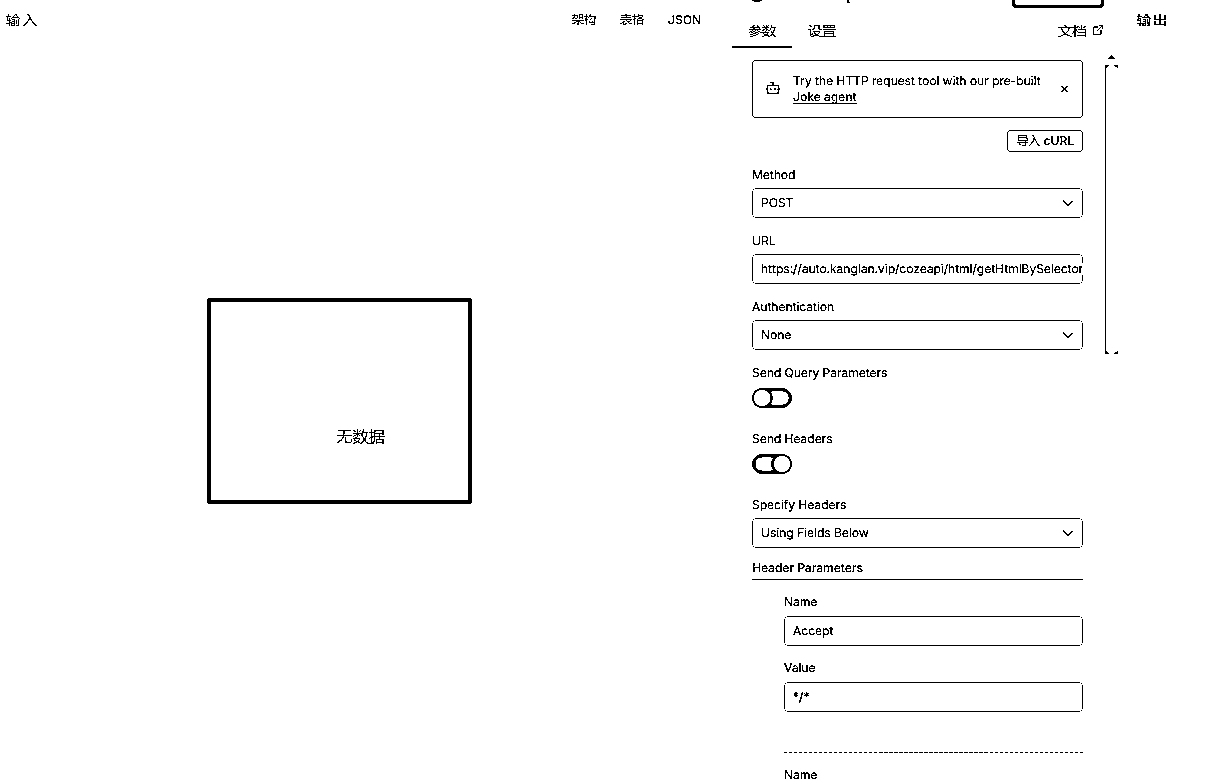 输入
架构 表格 JSON
无数据
参数 设置 文档
Try the HTTP request tool with our pre-built
Joke agent
导入 cURL
Method
POST
URL
https://auto.kanglan.vip/cozeapi/html/getHtmlBySelector
Authentication
None
Send Query Parameters
Send Headers
Specify Headers
Using Fields Below
Header Parameters
Name
Accept
Value
*/*
Name
输出